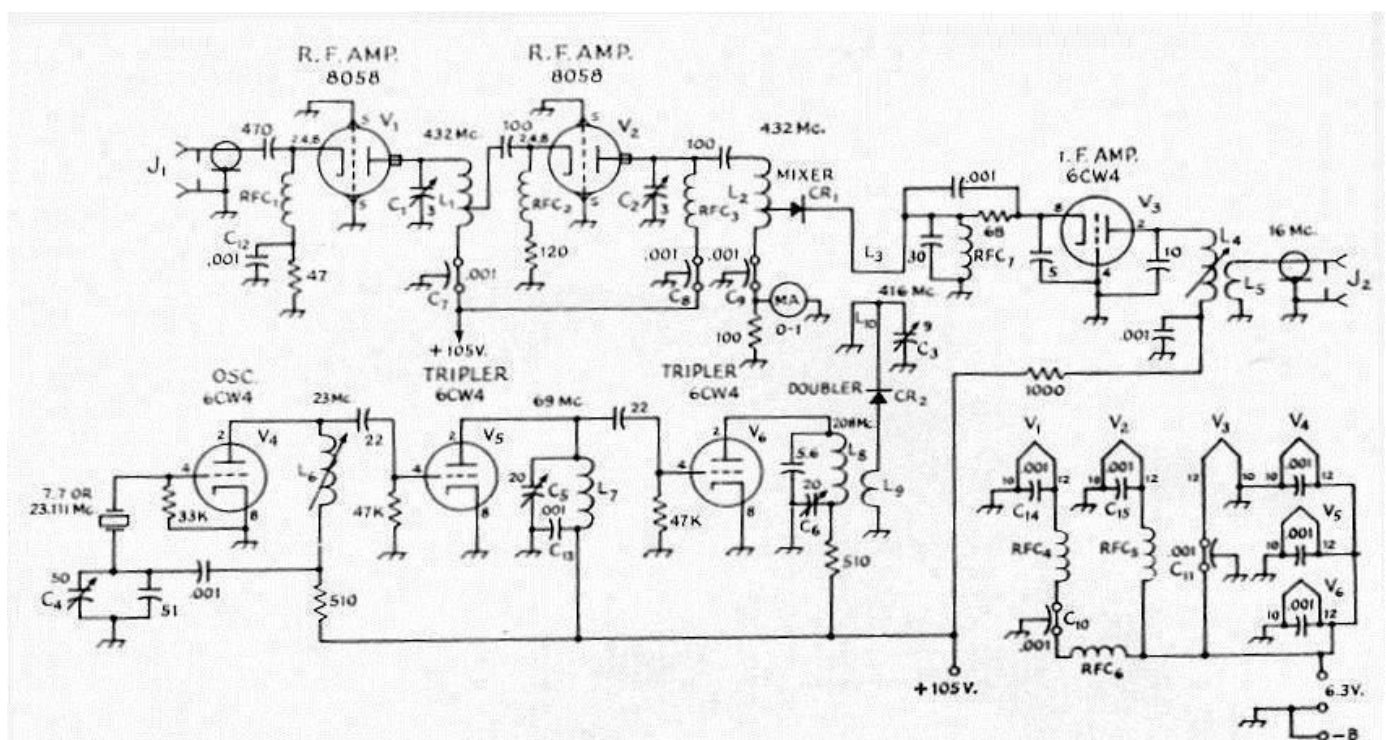 R.F. AMP.
8058
R.F. AMP.
8058
I.F. AMP.
6CW4
J1
470
2,4,8
5
V1
5
432 Mc.
RFC1
C12
.001
47
C1
3
L1
.001
C7
+105V.
100
2,4,8
5
V2
5
RFC2
120
C2
3
100
432 Mc.
RFC3
L2
.001
C8
.001
C9
100
MA
0-1
MIXER
CR1
L3
.001
68
30
RFC7
8
5
4
V3
2
10
L4
L5
16 Mc.
J2
.001
1000
416 Mc
L10
9
C3
DOUBLER
CR2
OSC.
6CW4
23Mc.
22
2
V4
4
8
L6
7.7 OR
23.111 Mc.
33K
50
C4
51
.001
510
TRIPLER
6CW4
69 Mc.
22
2
V5
4
8
47K
20
C5
L7
.001
C13
TRIPLER
6CW4
208Mc.
2
V6
4
8
47K
5.6
L8
20
C6
L9
510
+105V.
V1
.001
10
12
C14
RFC4
C10
.001
RFC6
V2
.001
10
12
C15
RFC5
V3
12
10
.001
C11
V4
.001
10
12
V5
.001
10
12
V6
.001
10
12
6.3V.
-B